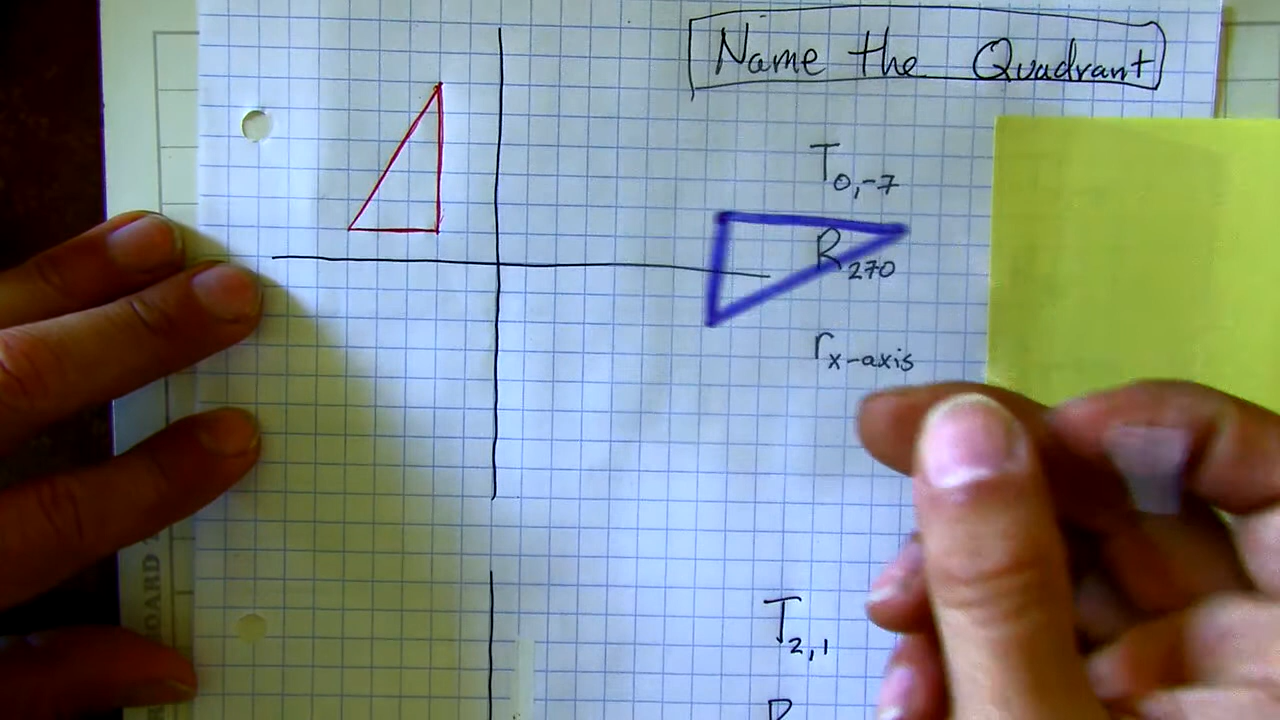 Name the Quadrant
T0,-7
R270
rx-axis
T2,1
R